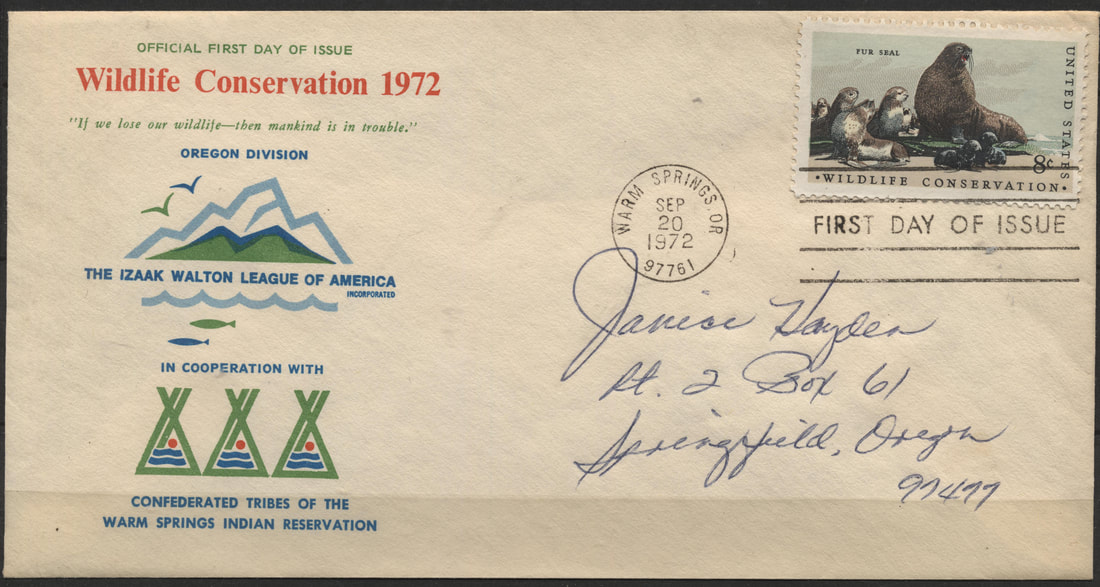 OFFICIAL FIRST DAY OF ISSUE
Wildlife Conservation 1972
"If we lose our wildlife—then mankind is in trouble."
OREGON DIVISION
THE IZAAK WALTON LEAGUE OF AMERICA
INCORPORATED
IN COOPERATION WITH
CONFEDERATED TRIBES OF THE
WARM SPRINGS INDIAN RESERVATION
FUR SEAL
UNITED STATES
8¢
• WILDLIFE CONSERVATION •
WARM SPRINGS, OR
SEP
20
1972
97761
FIRST DAY OF ISSUE
Janice Hayden
Rt. 2 Box 61
Springfield, Oregon
97477